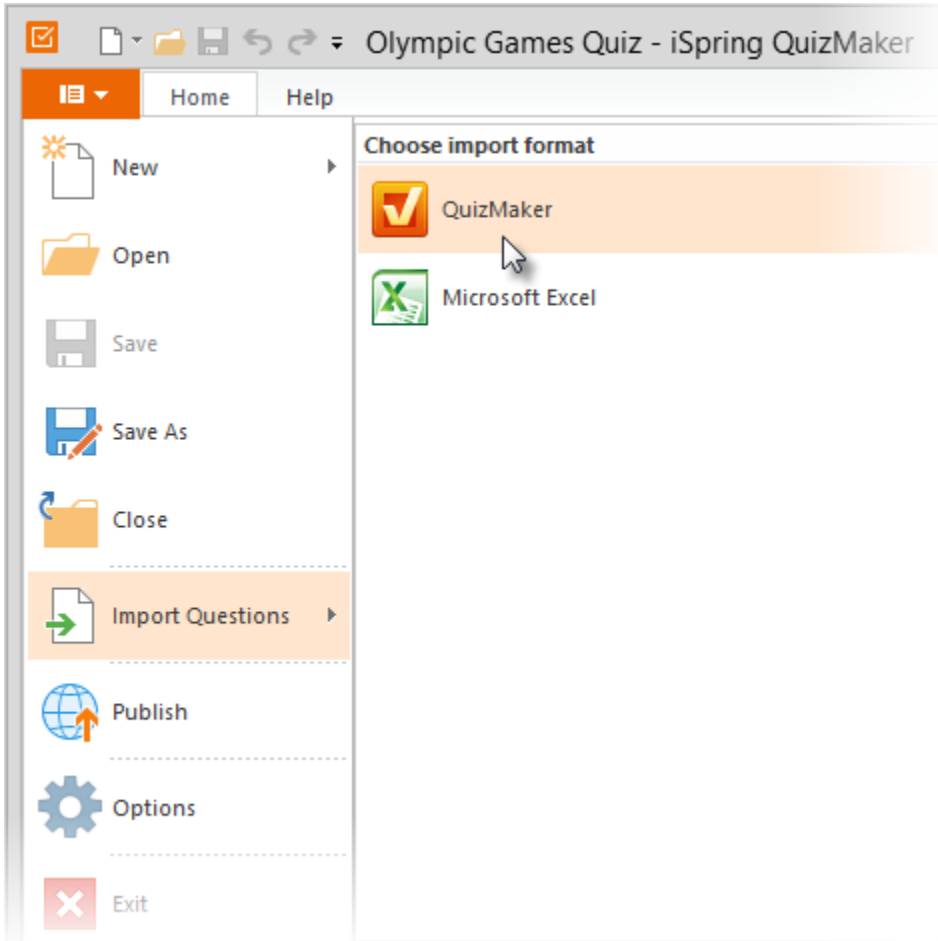 Olympic Games Quiz - iSpring QuizMaker
Home Help
New
Open
Save
Save As
Close
Import Questions
Publish
Options
Exit
Choose import format
QuizMaker
Microsoft Excel